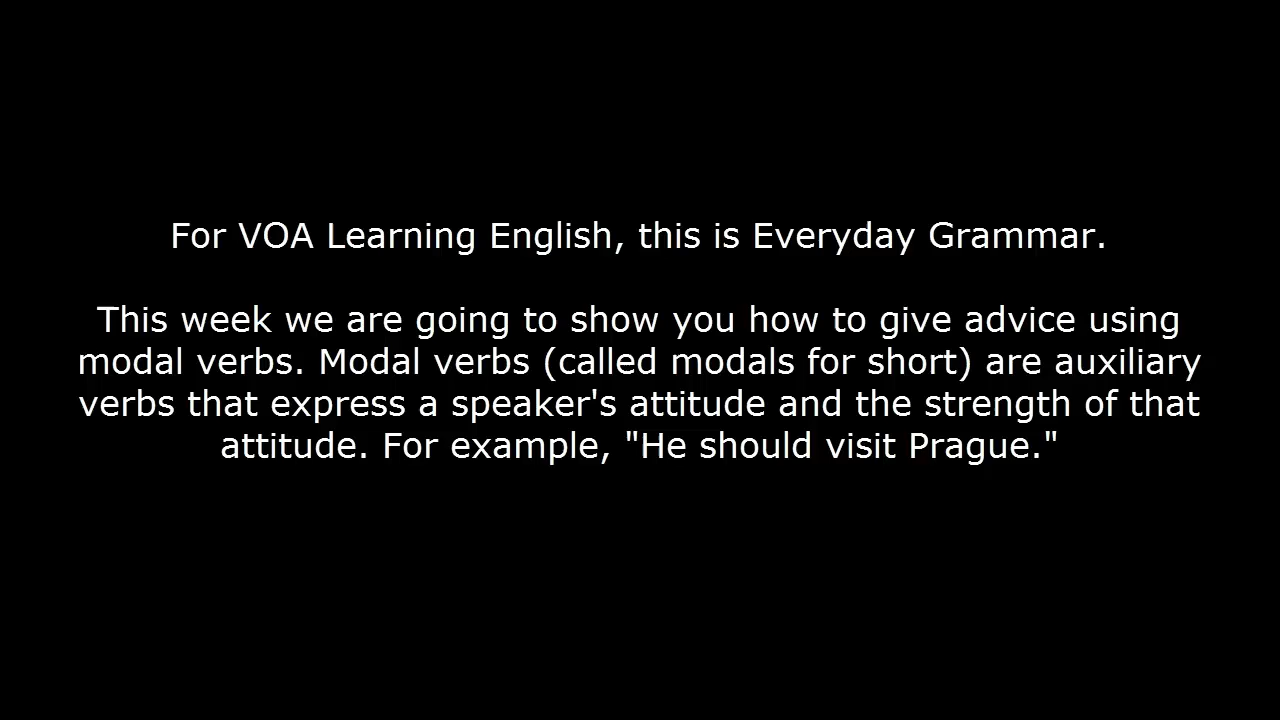 For VOA Learning English, this is Everyday Grammar.
This week we are going to show you how to give advice using
modal verbs. Modal verbs (called modals for short) are auxiliary
verbs that express a speaker's attitude and the strength of that
attitude. For example, "He should visit Prague."